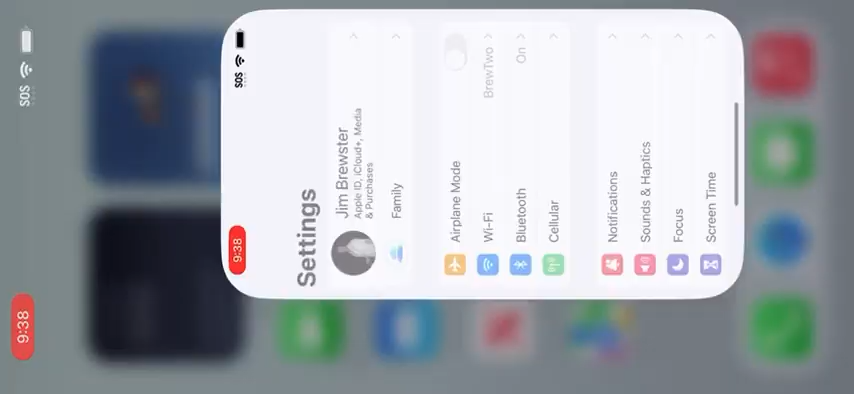 9:38
SOS
9:38
SOS
Settings
Jim Brewster
Apple ID, iCloud+, Media
& Purchases
Family
Airplane Mode
Wi-Fi
BrewTwo
Bluetooth
On
Cellular
Notifications
Sounds & Haptics
Focus
Screen Time